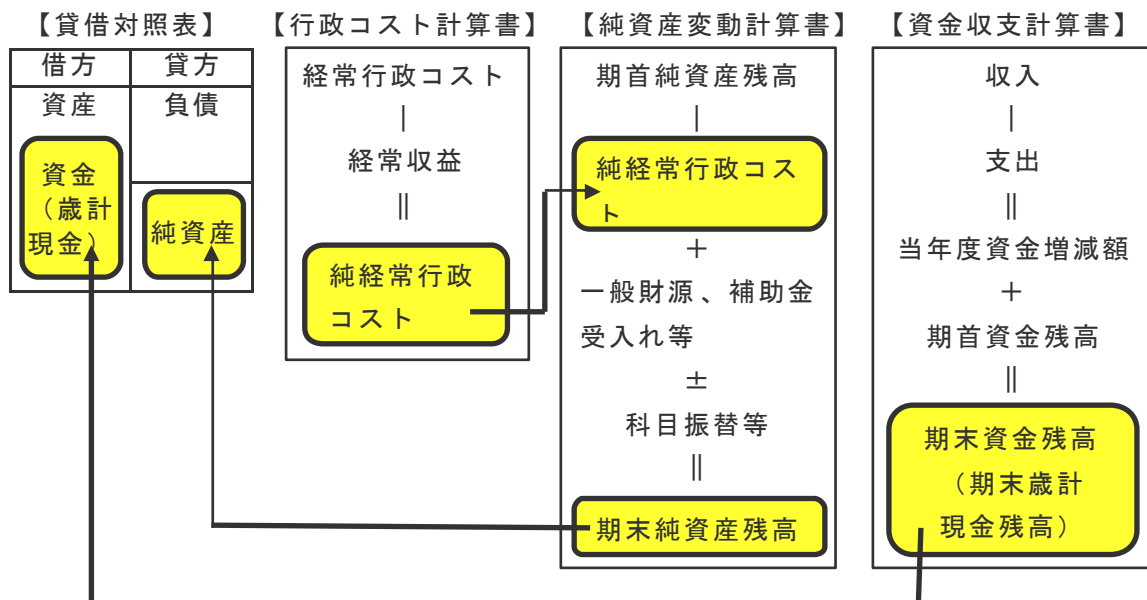 【貸借対照表】
借方
貸方
資産
負債
資金
（歳計
現金）
純資産
【行政コスト計算書】
経常行政コスト
｜
経常収益
||
純経常行政
コスト
【純資産変動計算書】
期首純資産残高
｜
純経常行政コス
ト
＋
一般財源、補助金
受入れ等
±
科目振替等
||
期末純資産残高
【資金収支計算書】
収入
｜
支出
||
当年度資金増減額
＋
期首資金残高
||
期末資金残高
（期末歳計
現金残高）